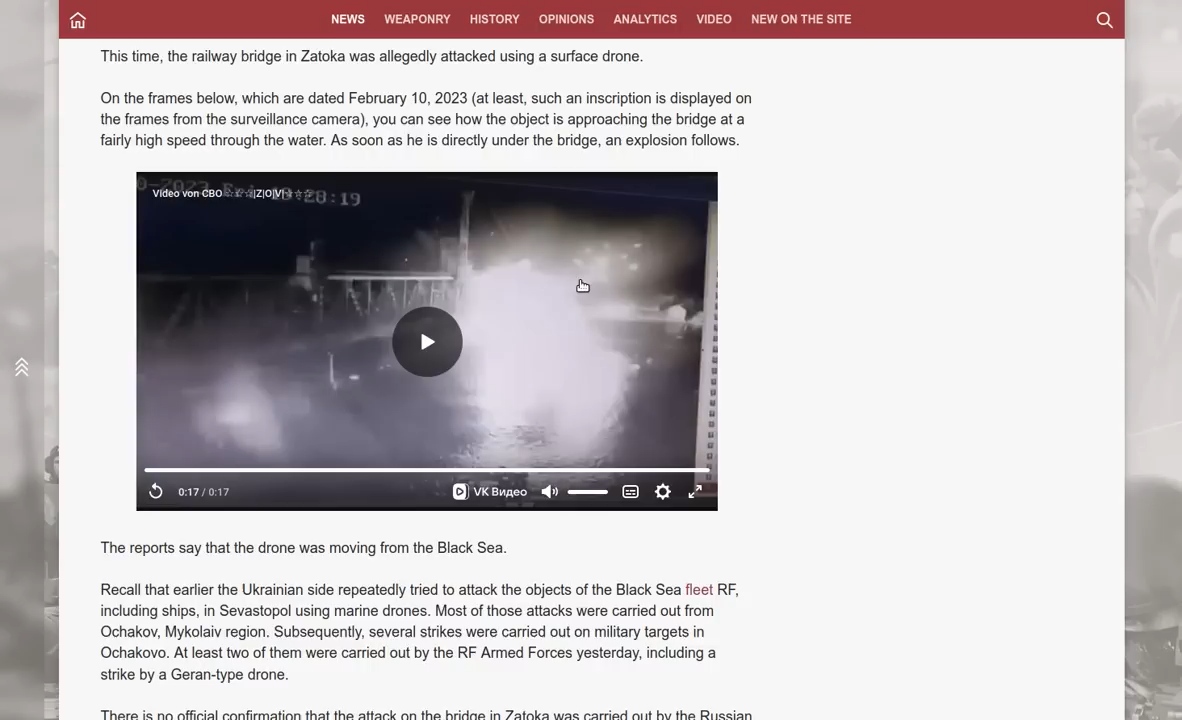 NEWS WEAPONRY HISTORY OPINIONS ANALYTICS VIDEO NEW ON THE SITE
This time, the railway bridge in Zatoka was allegedly attacked using a surface drone.
On the frames below, which are dated February 10, 2023 (at least, such an inscription is displayed on
the frames from the surveillance camera), you can see how the object is approaching the bridge at a
fairly high speed through the water. As soon as he is directly under the bridge, an explosion follows.
Video von СВО ☆☆☆|Z|O|V|☆☆☆
0:17 / 0:17 VK Видео
The reports say that the drone was moving from the Black Sea.
Recall that earlier the Ukrainian side repeatedly tried to attack the objects of the Black Sea fleet RF,
including ships, in Sevastopol using marine drones. Most of those attacks were carried out from
Ochakov, Mykolaiv region. Subsequently, several strikes were carried out on military targets in
Ochakovo. At least two of them were carried out by the RF Armed Forces yesterday, including a
strike by a Geran-type drone.
There is no official confirmation that the attack on the bridge in Zatoka was carried out by the Russian